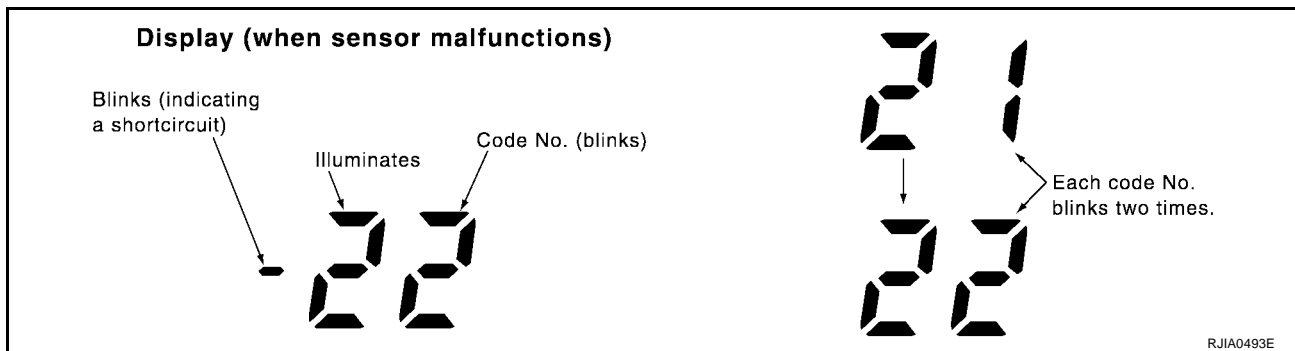 Display (when sensor malfunctions)
Blinks (indicating
a shortcircuit)
Illuminates
Code No. (blinks)
-22
21
22
Each code No.
blinks two times.
RJIA0493E